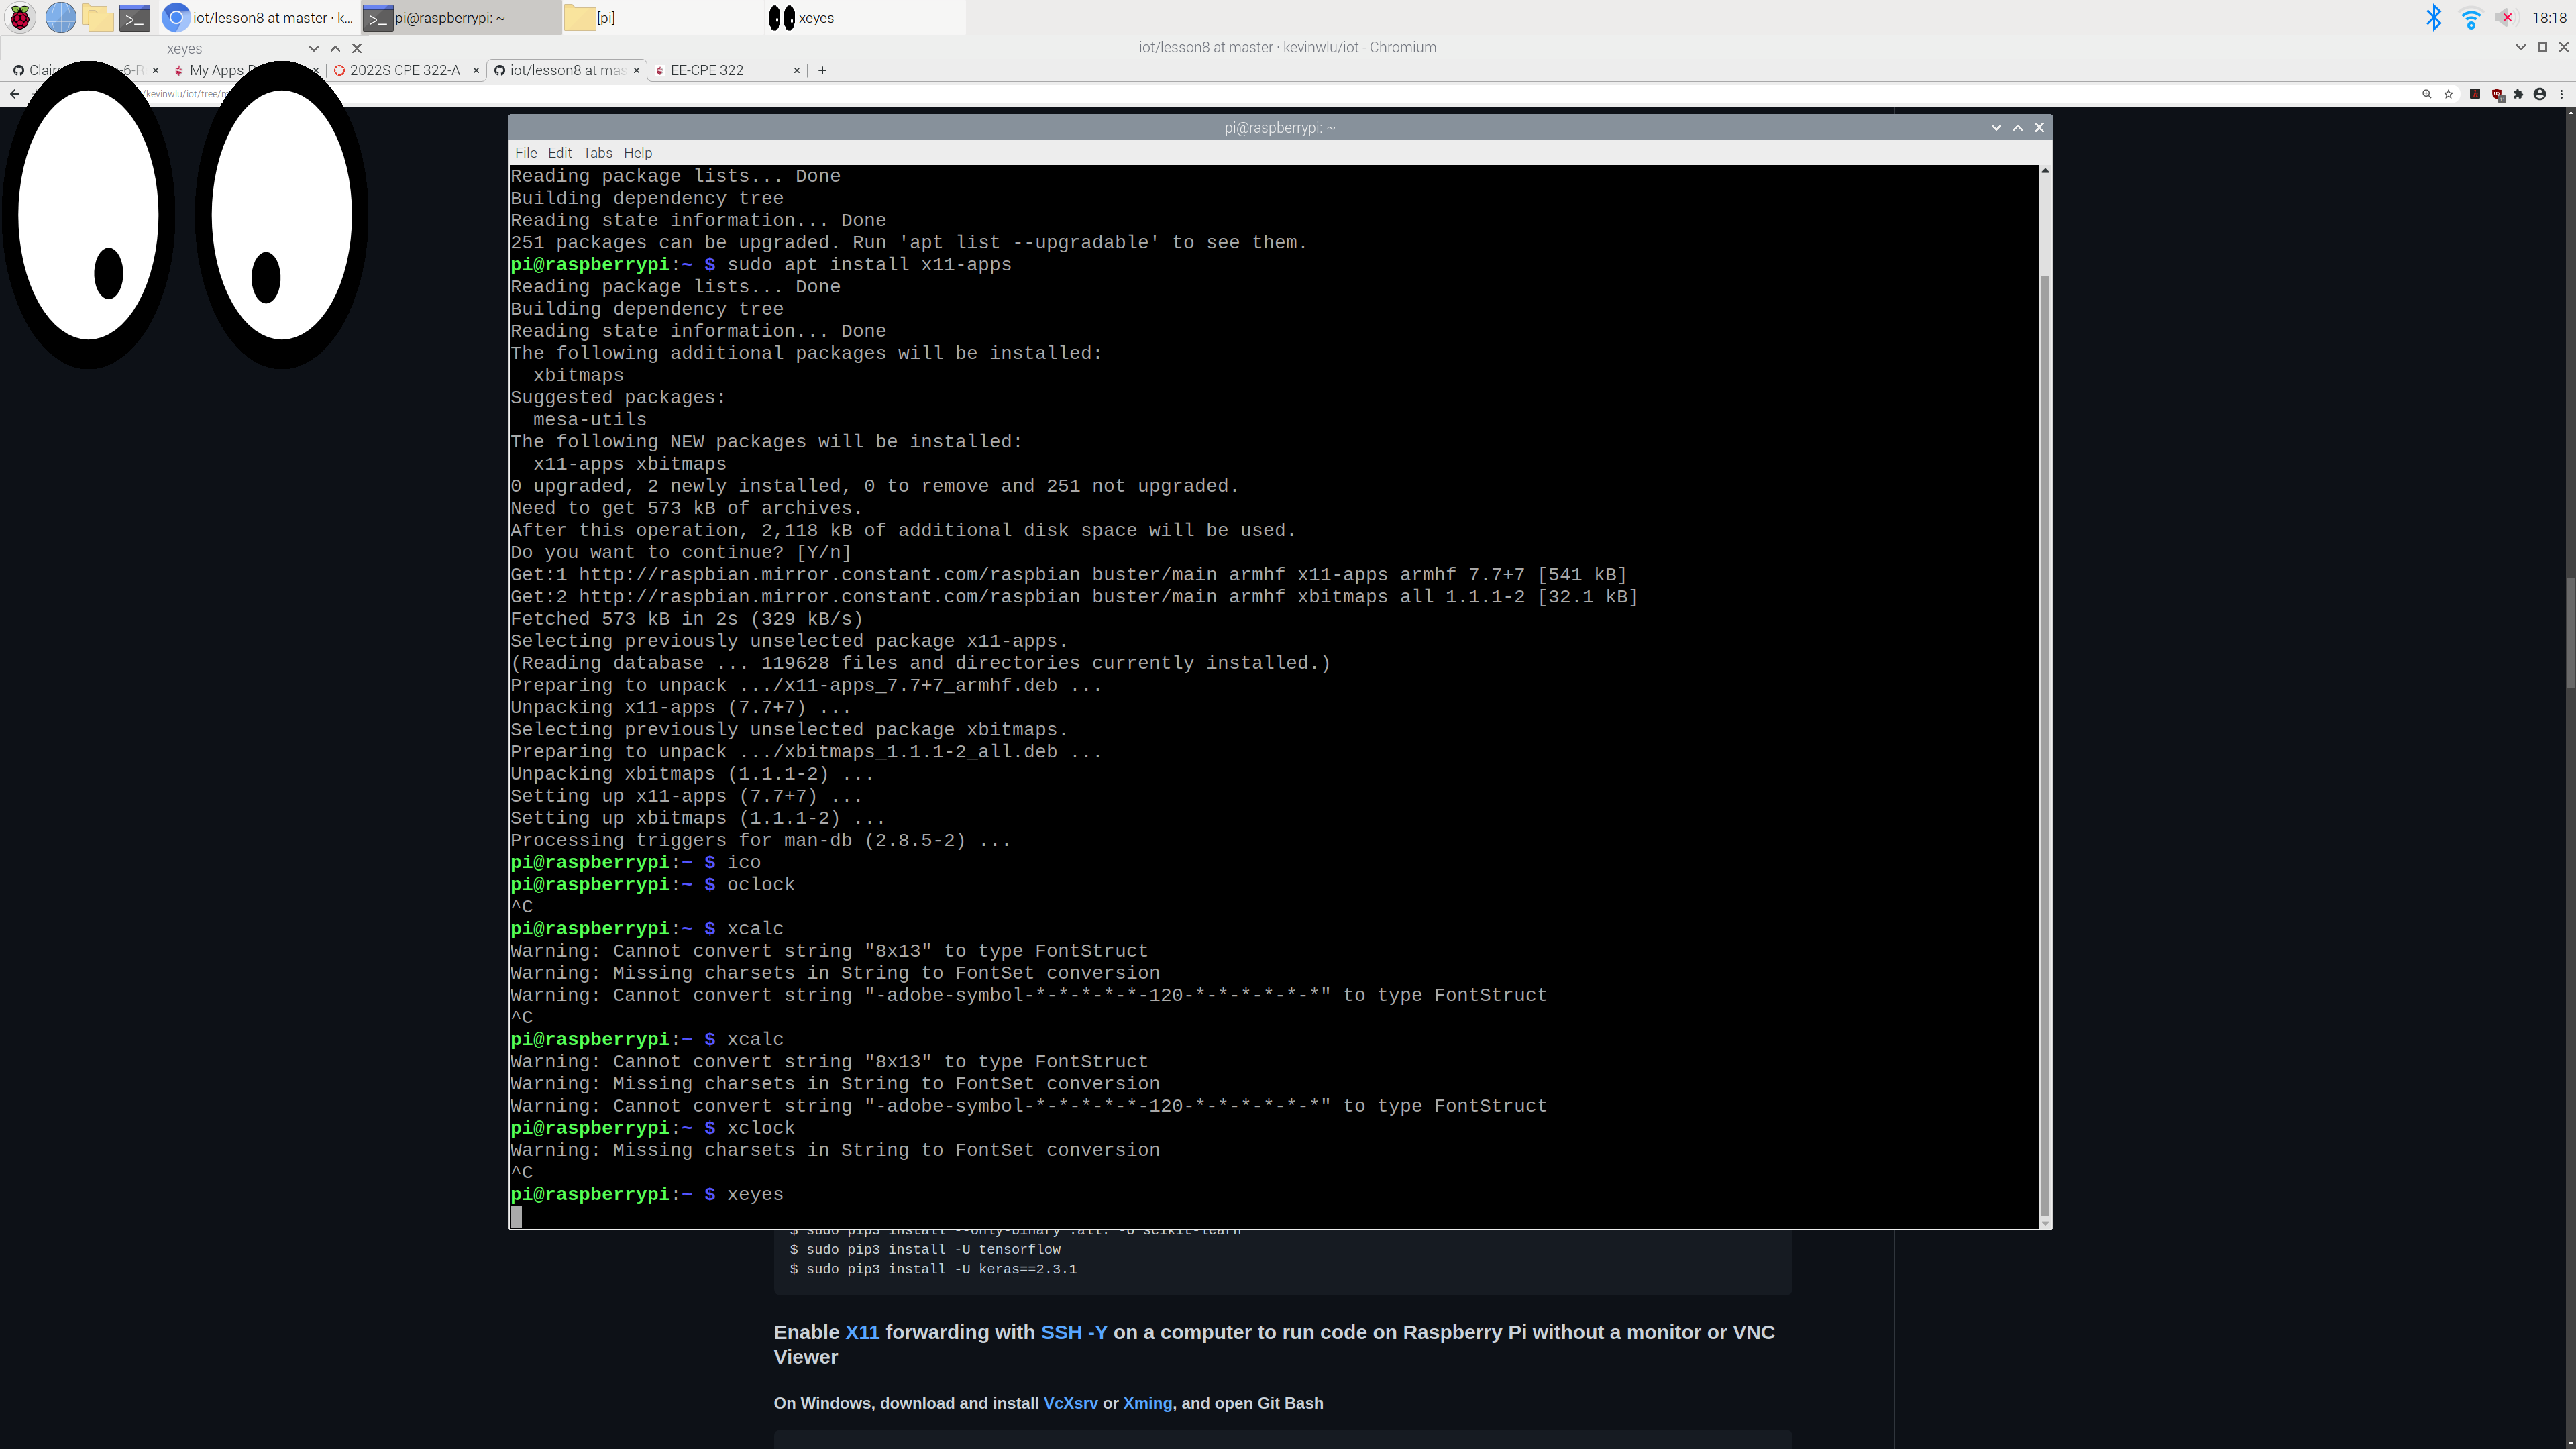 iot/lesson8 at master · k...
pi@raspberrypi: ~
[pi]
xeyes
18:18
xeyes
iot/lesson8 at master · kevinwlu/iot - Chromium
2022S CPE 322-A
iot/lesson8 at mas
EE-CPE 322
My Apps
/kevinwlu/iot/tree/m
pi@raspberrypi: ~
File Edit Tabs Help
Reading package lists... Done
Building dependency tree
Reading state information... Done
251 packages can be upgraded. Run 'apt list --upgradable' to see them.
pi@raspberrypi:~ $ sudo apt install x11-apps
Reading package lists... Done
Building dependency tree
Reading state information... Done
The following additional packages will be installed:
  xbitmaps
Suggested packages:
  mesa-utils
The following NEW packages will be installed:
  x11-apps xbitmaps
0 upgraded, 2 newly installed, 0 to remove and 251 not upgraded.
Need to get 573 kB of archives.
After this operation, 2,118 kB of additional disk space will be used.
Do you want to continue? [Y/n]
Get:1 http://raspbian.mirror.constant.com/raspbian buster/main armhf x11-apps armhf 7.7+7 [541 kB]
Get:2 http://raspbian.mirror.constant.com/raspbian buster/main armhf xbitmaps all 1.1.1-2 [32.1 kB]
Fetched 573 kB in 2s (329 kB/s)
Selecting previously unselected package x11-apps.
(Reading database ... 119628 files and directories currently installed.)
Preparing to unpack .../x11-apps_7.7+7_armhf.deb ...
Unpacking x11-apps (7.7+7) ...
Selecting previously unselected package xbitmaps.
Preparing to unpack .../xbitmaps_1.1.1-2_all.deb ...
Unpacking xbitmaps (1.1.1-2) ...
Setting up x11-apps (7.7+7) ...
Setting up xbitmaps (1.1.1-2) ...
Processing triggers for man-db (2.8.5-2) ...
pi@raspberrypi:~ $ ico
pi@raspberrypi:~ $ oclock
^C
pi@raspberrypi:~ $ xcalc
Warning: Cannot convert string "8x13" to type FontStruct
Warning: Missing charsets in String to FontSet conversion
Warning: Cannot convert string "-adobe-symbol-*-*-*-*-*-120-*-*-*-*-*-*" to type FontStruct
^C
pi@raspberrypi:~ $ xcalc
Warning: Cannot convert string "8x13" to type FontStruct
Warning: Missing charsets in String to FontSet conversion
Warning: Cannot convert string "-adobe-symbol-*-*-*-*-*-120-*-*-*-*-*-*" to type FontStruct
pi@raspberrypi:~ $ xclock
Warning: Missing charsets in String to FontSet conversion
^C
pi@raspberrypi:~ $ xeyes
$ sudo pip3 install --only-binary :all: -U scikit-learn
$ sudo pip3 install -U tensorflow
$ sudo pip3 install -U keras==2.3.1
Enable X11 forwarding with SSH -Y on a computer to run code on Raspberry Pi without a monitor or VNC
Viewer
On Windows, download and install VcXsrv or Xming, and open Git Bash